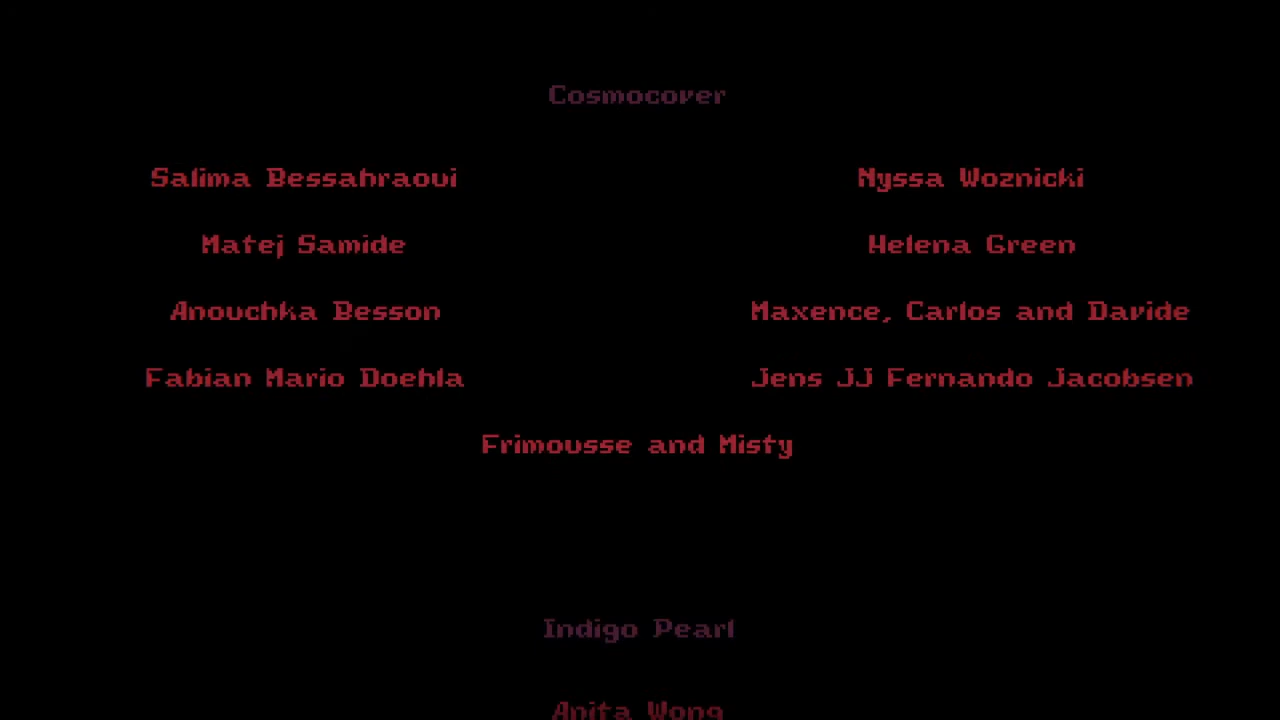 Cosmocover
Salima Bessahraoui
Nyssa Woznicki
Matej Samide
Helena Green
Anouchka Besson
Maxence, Carlos and Davide
Fabian Mario Doehla
Jens JJ Fernando Jacobsen
Frimousse and Misty
Indigo Pearl
Anita Wong